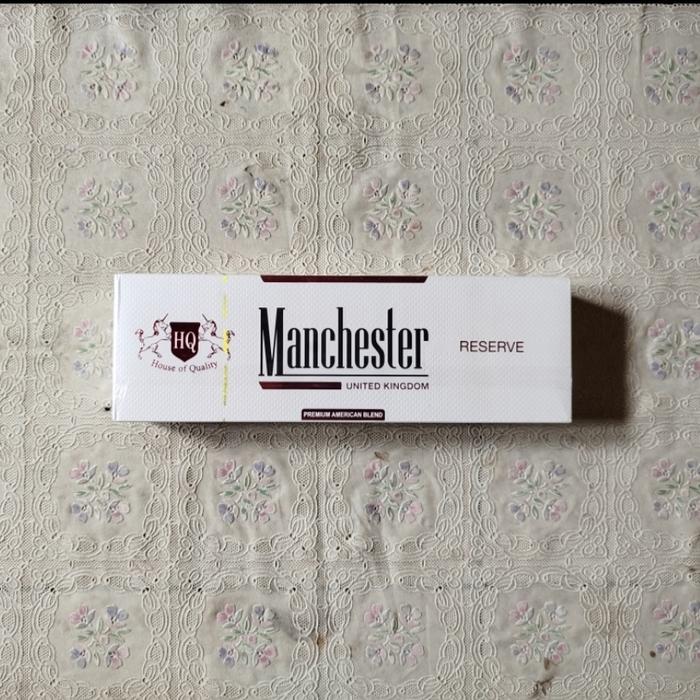 HQ
House of Quality
Manchester
UNITED KINGDOM
RESERVE
PREMIUM AMERICAN BLEND